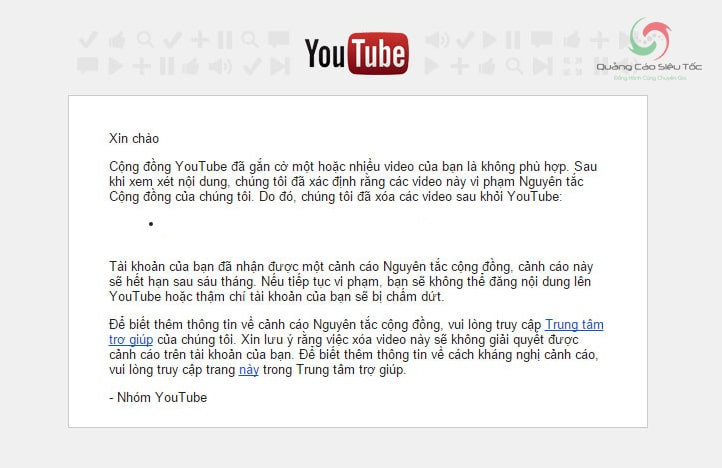 YouTube
Quảng Cáo Siêu Tốc
Đồng Hành Cùng Chuyên Gia
Xin chào
Cộng đồng YouTube đã gắn cờ một hoặc nhiều video của bạn là không phù hợp. Sau
khi xem xét nội dung, chúng tôi đã xác định rằng các video này vi phạm Nguyên tắc
Cộng đồng của chúng tôi. Do đó, chúng tôi đã xóa các video sau khỏi YouTube:
•
Tài khoản của bạn đã nhận được một cảnh cáo Nguyên tắc cộng đồng, cảnh cáo này
sẽ hết hạn sau sáu tháng. Nếu tiếp tục vi phạm, bạn sẽ không thể đăng nội dung lên
YouTube hoặc thậm chí tài khoản của bạn sẽ bị chấm dứt.
Để biết thêm thông tin về cảnh cáo Nguyên tắc cộng đồng, vui lòng truy cập Trung tâm
trợ giúp của chúng tôi. Xin lưu ý rằng việc xóa video này sẽ không giải quyết được
cảnh cáo trên tài khoản của bạn. Để biết thêm thông tin về cách kháng nghị cảnh cáo,
vui lòng truy cập trang này trong Trung tâm trợ giúp.
- Nhóm YouTube